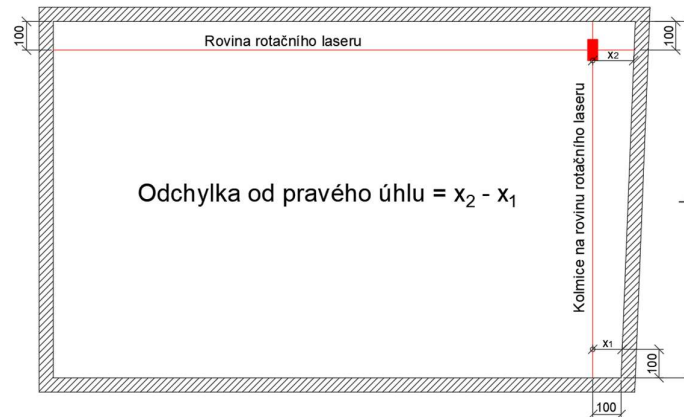 100
Rovina rotačního laseru
100
x2
Kolmice na rovinu rotačního laseru
Odchylka od pravého úhlu = x₂ - x₁
x1
100
100